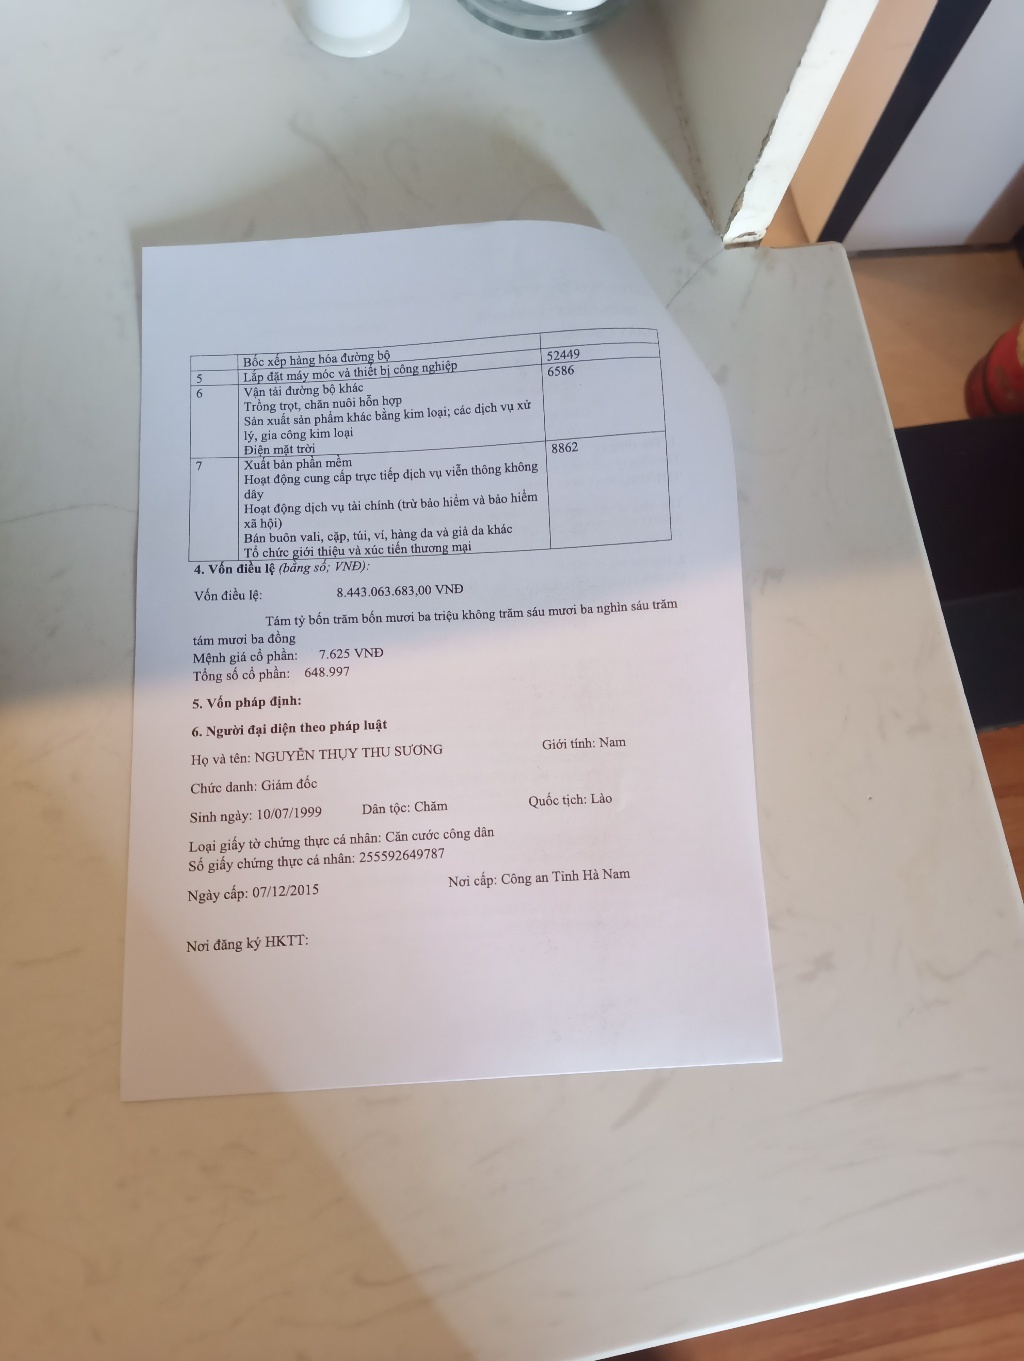 Bốc xếp hàng hóa đường bộ 52449
5 Lắp đặt máy móc và thiết bị công nghiệp 6586
6 Vận tải đường bộ khác
Trồng trọt, chăn nuôi hỗn hợp
Sản xuất sản phẩm khác bằng kim loại; các dịch vụ xử
lý, gia công kim loại
Điện mặt trời 8862
7 Xuất bản phần mềm
Hoạt động cung cấp trực tiếp dịch vụ viễn thông không
dây
Hoạt động dịch vụ tài chính (trừ bảo hiểm và bảo hiểm
xã hội)
Bán buôn vali, cặp, túi, ví, hàng da và giả da khác
Tổ chức giới thiệu và xúc tiến thương mại
4. Vốn điều lệ (bằng số; VNĐ):
Vốn điều lệ: 8.443.063.683,00 VNĐ
Tám tỷ bốn trăm bốn mươi ba triệu không trăm sáu mươi ba nghìn sáu trăm
tám mươi ba đồng
Mệnh giá cổ phần: 7.625 VNĐ
Tổng số cổ phần: 648.997
5. Vốn pháp định:
6. Người đại diện theo pháp luật
Họ và tên: NGUYỄN THỤY THU SƯƠNG Giới tính: Nam
Chức danh: Giám đốc
Sinh ngày: 10/07/1999 Dân tộc: Chăm Quốc tịch: Lào
Loại giấy tờ chứng thực cá nhân: Căn cước công dân
Số giấy chứng thực cá nhân: 255592649787
Ngày cấp: 07/12/2015 Nơi cấp: Công an Tỉnh Hà Nam
Nơi đăng ký HKTT: